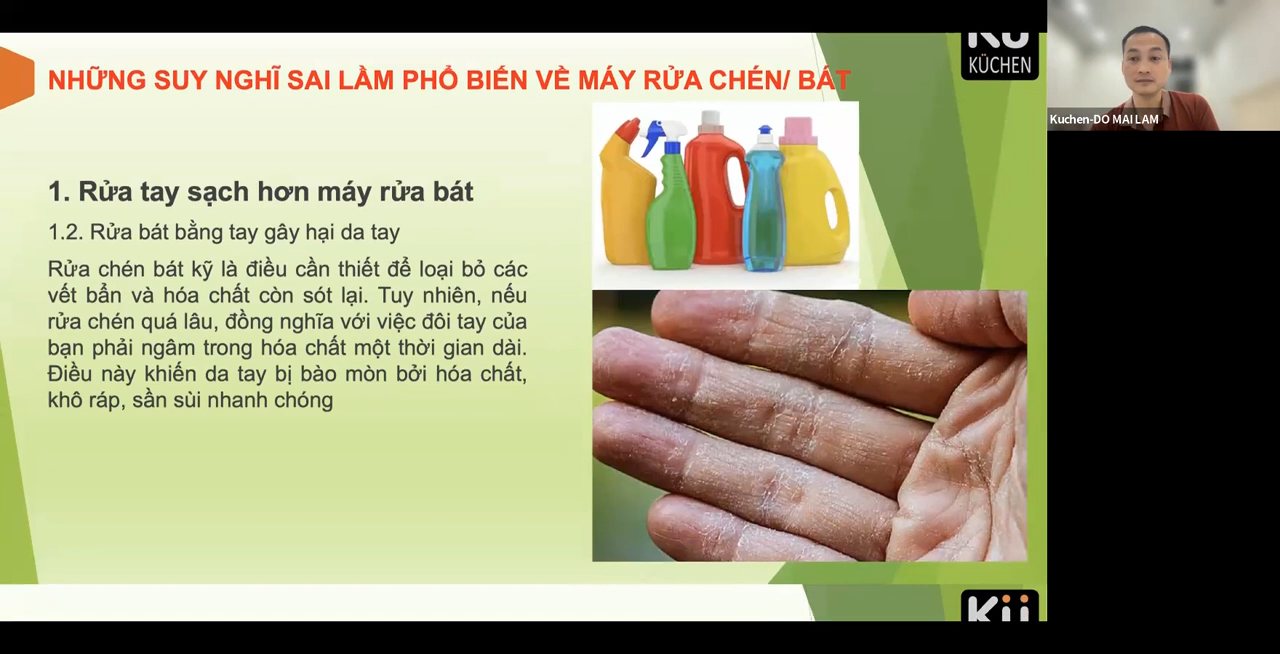 KÜCHEN
NHỮNG SUY NGHĨ SAI LẦM PHỔ BIẾN VỀ MÁY RỬA CHÉN/ BÁT
Kuchen-DO MAI LAM
1. Rửa tay sạch hơn máy rửa bát
1.2. Rửa bát bằng tay gây hại da tay
Rửa chén bát kỹ là điều cần thiết để loại bỏ các
vết bẩn và hóa chất còn sót lại. Tuy nhiên, nếu
rửa chén quá lâu, đồng nghĩa với việc đôi tay của
bạn phải ngâm trong hóa chất một thời gian dài.
Điều này khiến da tay bị bào mòn bởi hóa chất,
khô ráp, sần sùi nhanh chóng